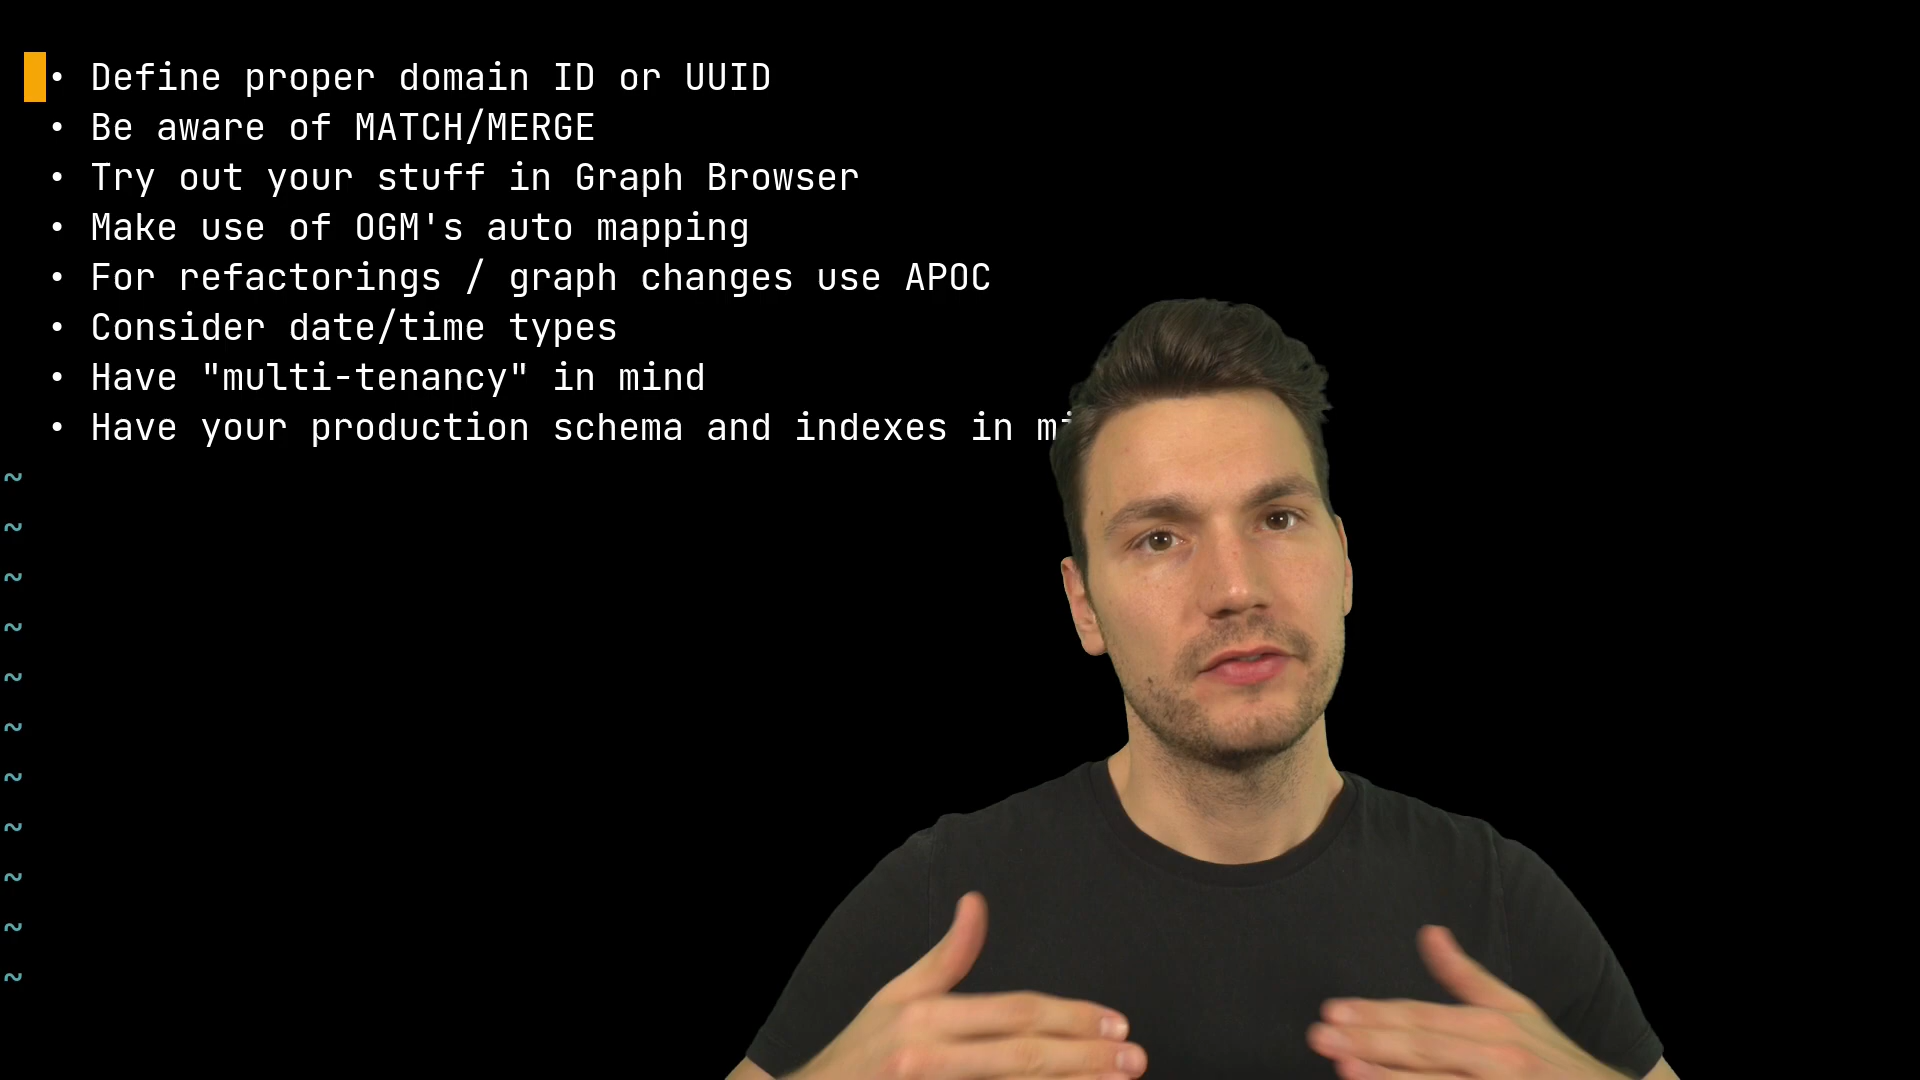 • Define proper domain ID or UUID
• Be aware of MATCH/MERGE
• Try out your stuff in Graph Browser
• Make use of OGM's auto mapping
• For refactorings / graph changes use APOC
• Consider date/time types
• Have "multi-tenancy" in mind
• Have your production schema and indexes in
~
~
~
~
~
~
~
~
~
~
~